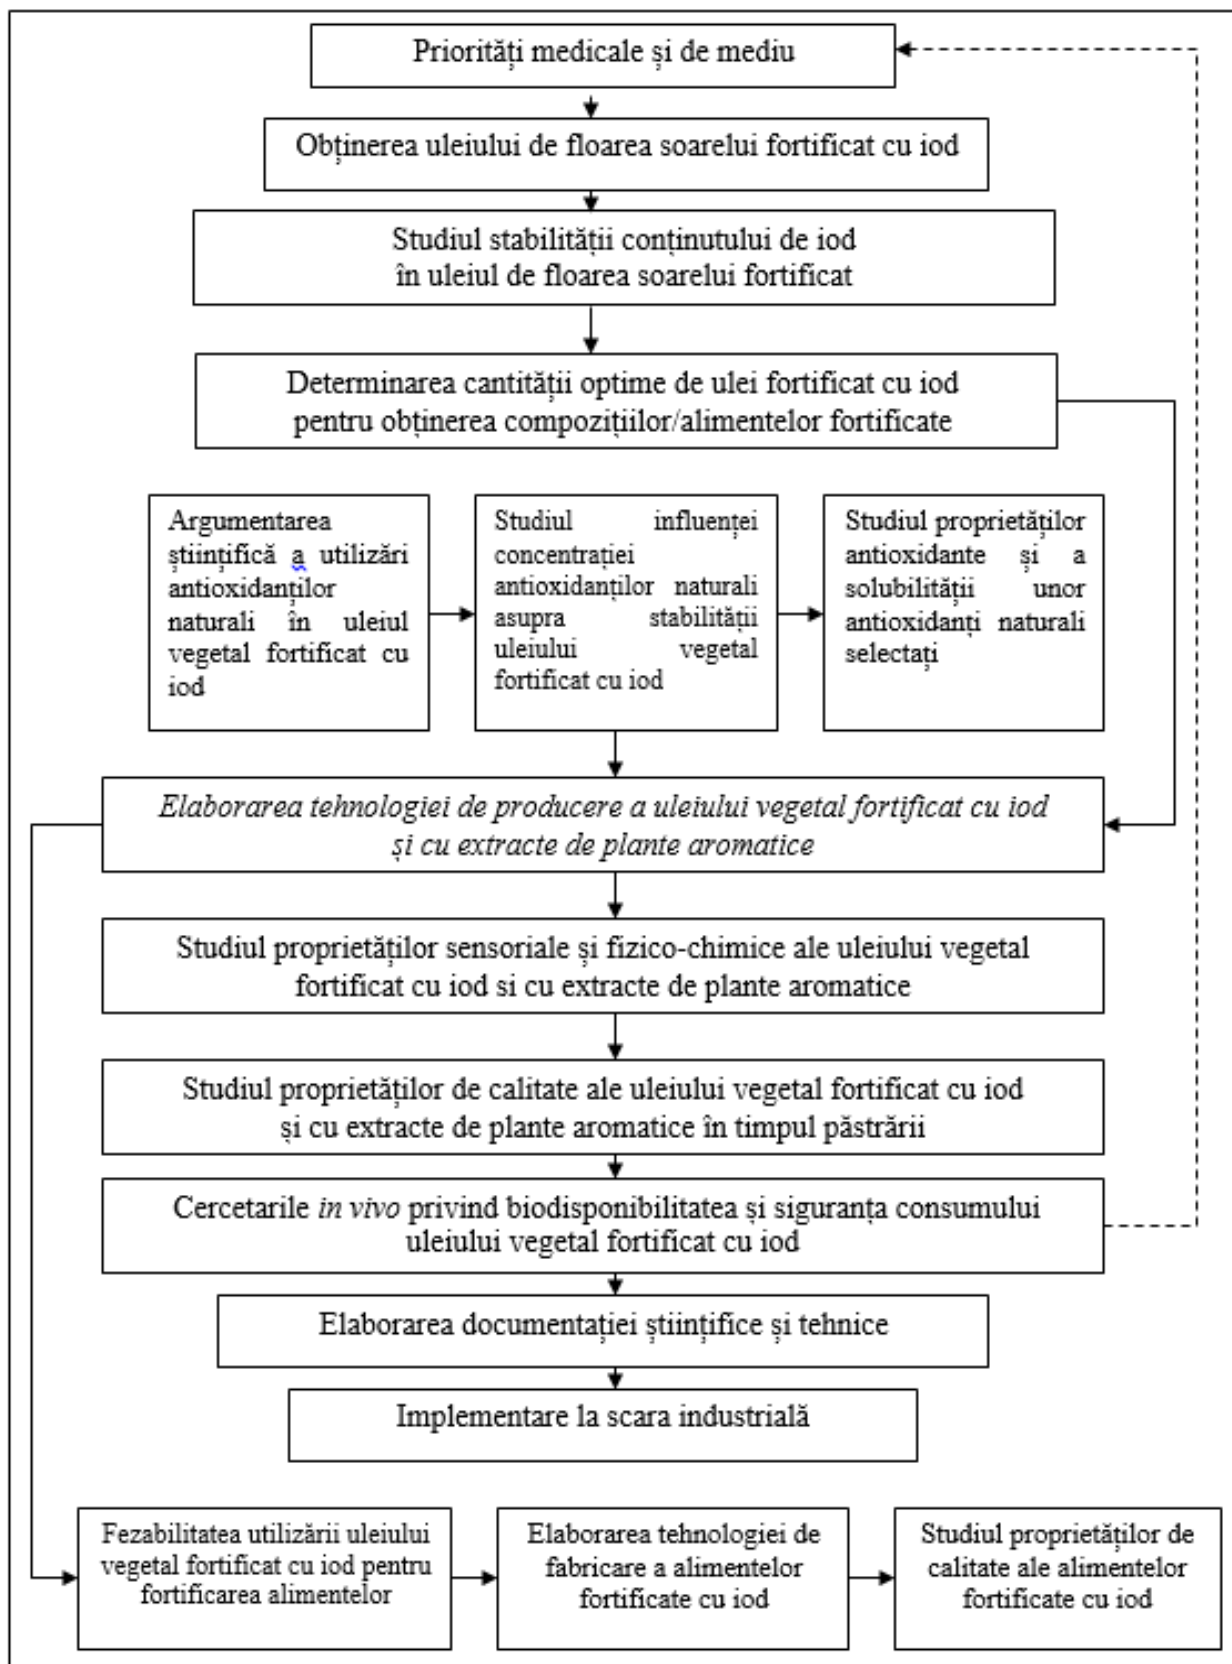 Priorități medicale și de mediu
Obținerea uleiului de floarea soarelui fortificat cu iod
Studiul stabilității conținutului de iod
în uleiul de floarea soarelui fortificat
Determinarea cantității optime de ulei fortificat cu iod
pentru obținerea compozițiilor/alimentelor fortificate
Argumentarea
științifică a utilizări
antioxidanților
naturali în uleiul
vegetal fortificat cu
iod
Studiul influenței
concentrației
antioxidanților naturali
asupra stabilității
uleiului vegetal
fortificat cu iod
Studiul proprietăților
antioxidante și a
solubilității unor
antioxidanți naturali
selectați
Elaborarea tehnologiei de producere a uleiului vegetal fortificat cu iod
și cu extracte de plante aromatice
Studiul proprietăților sensoriale și fizico-chimice ale uleiului vegetal
fortificat cu iod si cu extracte de plante aromatice
Studiul proprietăților de calitate ale uleiului vegetal fortificat cu iod
și cu extracte de plante aromatice în timpul păstrării
Cercetarile in vivo privind biodisponibilitatea și siguranța consumului
uleiului vegetal fortificat cu iod
Elaborarea documentației științifice și tehnice
Implementare la scara industrială
Fezabilitatea utilizării uleiului
vegetal fortificat cu iod pentru
fortificarea alimentelor
Elaborarea tehnologiei de
fabricare a alimentelor
fortificate cu iod
Studiul proprietăților de
calitate ale alimentelor
fortificate cu iod